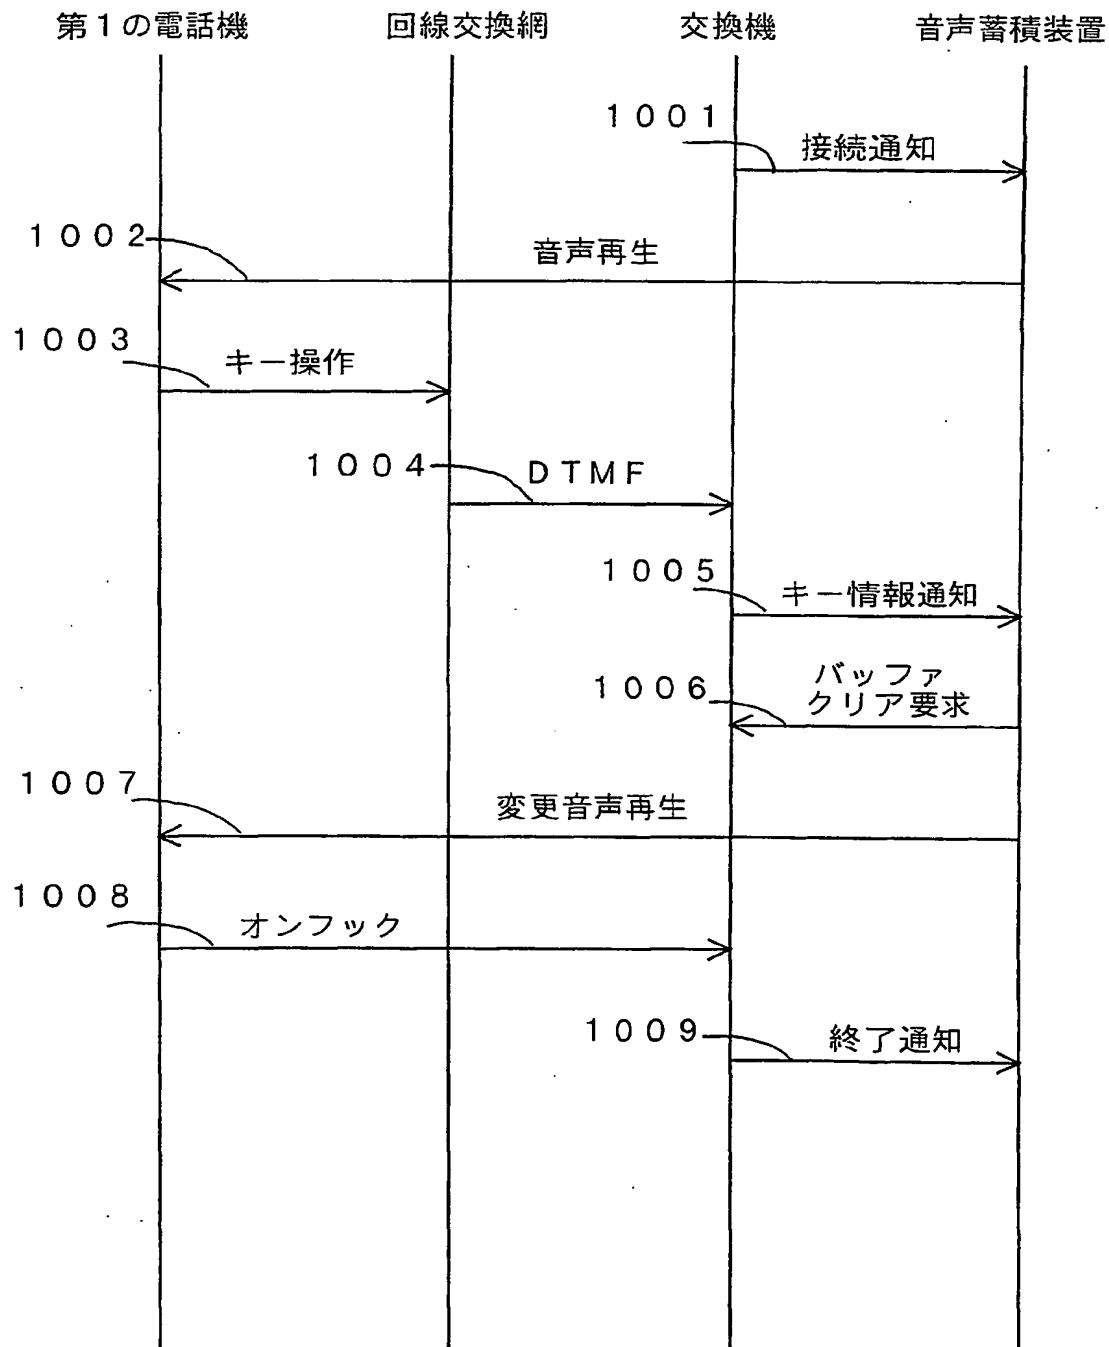 第１の電話機 回線交換網 交換機 音声蓄積装置
１００１
接続通知
１００２
音声再生
１００３
キー操作
１００４
ＤＴＭＦ
１００５
キー情報通知
１００６
バッファ
クリア要求
１００７
変更音声再生
１００８
オンフック
１００９
終了通知